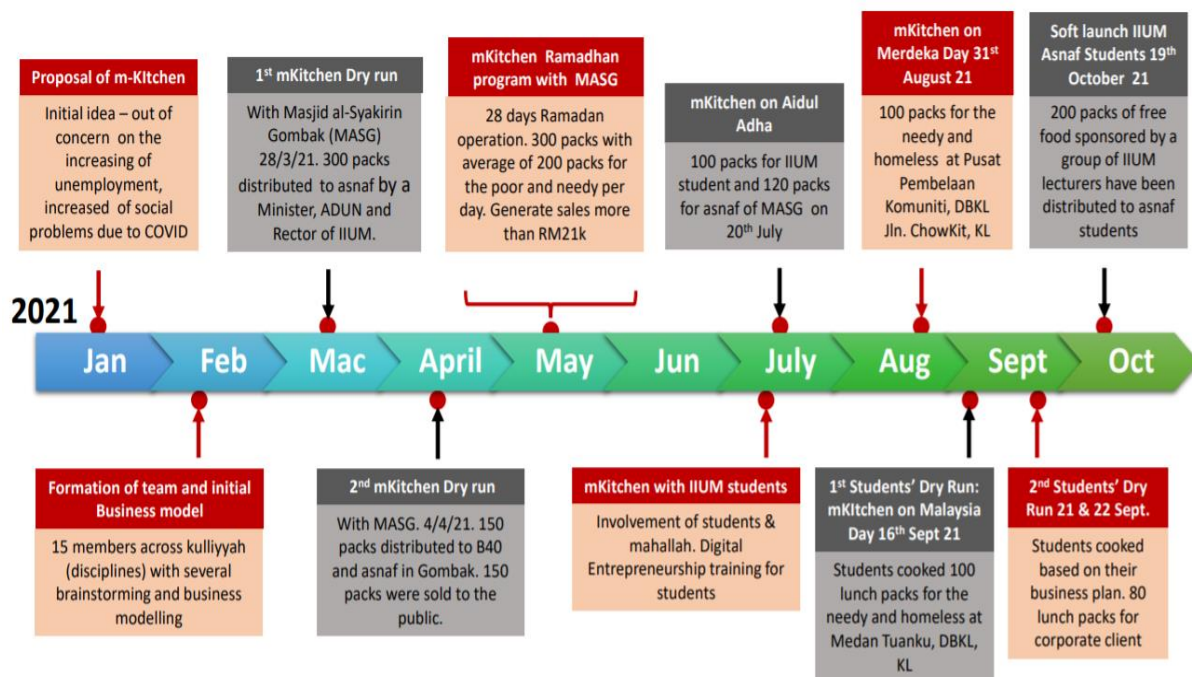 Proposal of m-KItchen
Initial idea – out of
concern on the
increasing of
unemployment,
increased of social
problems due to COVID
1st mKitchen Dry run
With Masjid al-Syakirin
Gombak (MASG)
28/3/21. 300 packs
distributed to asnaf by a
Minister, ADUN and
Rector of IIUM.
mKitchen Ramadhan
program with MASG
28 days Ramadan
operation. 300 packs with
average of 200 packs for
the poor and needy per
day. Generate sales more
than RM21k
mKitchen on Aidul
Adha
100 packs for IIUM
student and 120 packs
for asnaf of MASG on
20th July
mKitchen on
Merdeka Day 31st
August 21
100 packs for the
needy and
homeless at Pusat
Pembelaan
Komuniti, DBKL
Jln. ChowKit, KL
Soft launch IIUM
Asnaf Students 19th
October 21
200 packs of free
food sponsored by a
group of IIUM
lecturers have been
distributed to asnaf
students
2021
Jan Feb Mac April May Jun July Aug Sept Oct
Formation of team and initial
Business model
15 members across kulliyyah
(disciplines) with several
brainstorming and business
modelling
2nd mKitchen Dry run
With MASG. 4/4/21. 150
packs distributed to B40
and asnaf in Gombak. 150
packs were sold to the
public.
mKitchen with IIUM students
Involvement of students &
mahallah. Digital
Entrepreneurship training for
students
1st Students' Dry Run:
mKItchen on Malaysia
Day 16th Sept 21
Students cooked 100
lunch packs for the
needy and homeless at
Medan Tuanku, DBKL,
KL
2nd Students' Dry
Run 21 & 22 Sept.
Students cooked
based on their
business plan. 80
lunch packs for
corporate client